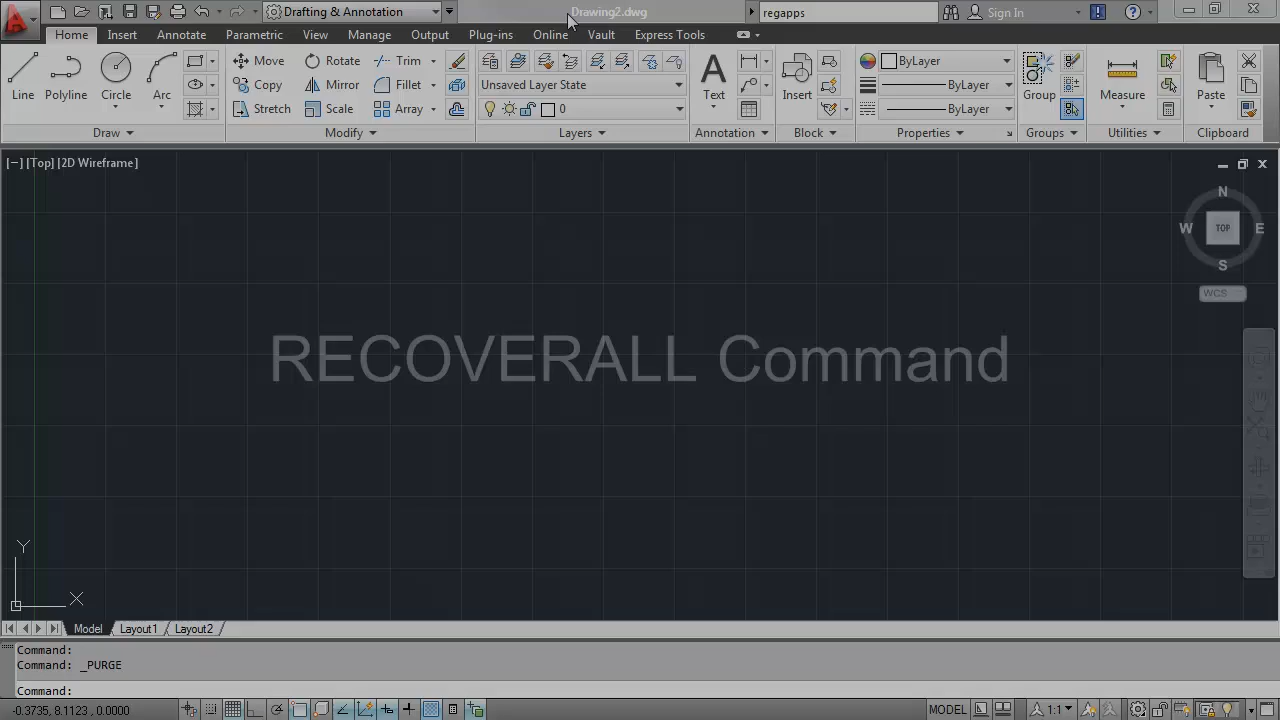 Drafting & Annotation
Drawing2.dwg
regapps
Sign In
Home Insert Annotate Parametric View Manage Output Plug-ins Online Vault Express Tools
Line Polyline Circle Arc
Move Rotate Trim
Copy Mirror Fillet
Stretch Scale Array
Unsaved Layer State
0
Text
Insert
ByLayer
ByLayer
ByLayer
Group
Measure
Paste
Draw Modify Layers Annotation Block Properties Groups Utilities Clipboard
[−] [Top] [2D Wireframe]
N
W TOP E
S
WCS
RECOVERALL Command
Y
X
Model Layout1 Layout2
Command:
Command: _PURGE
Command:
-0.3735, 8.1123 , 0.0000
MODEL
1:1